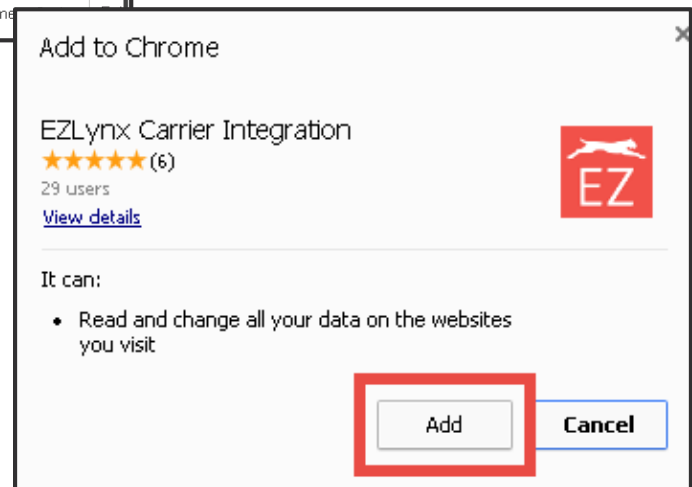 Add to Chrome
EZLynx Carrier Integration
(6)
29 users
View details
EZ
It can:
• Read and change all your data on the websites
you visit
Add
Cancel